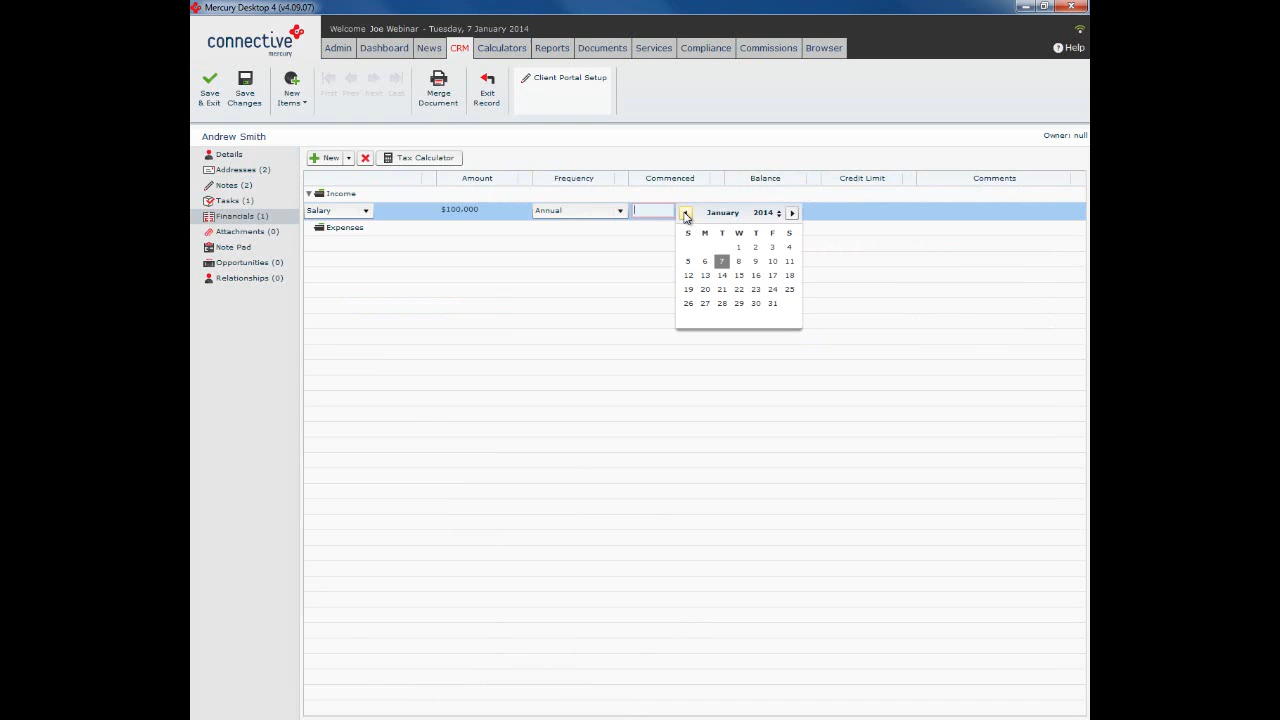 Mercury Desktop 4 (v4.09.07)
connective
mercury
Welcome Joe Webinar - Tuesday, 7 January 2014
Admin Dashboard News CRM Calculators Reports Documents Services Compliance Commissions Browser
? Help
Save & Exit
Save Changes
New Items
First Prev Next Last
Merge Document
Exit Record
Client Portal Setup
Andrew Smith
Owner: null
Details
Addresses (2)
Notes (2)
Tasks (1)
Financials (1)
Attachments (0)
Note Pad
Opportunities (0)
Relationships (0)
New
Tax Calculator
Amount Frequency Commenced Balance Credit Limit Comments
Income
Salary $100,000 Annual
Expenses
January 2014
S M T W T F S
1 2 3 4
5 6 7 8 9 10 11
12 13 14 15 16 17 18
19 20 21 22 23 24 25
26 27 28 29 30 31